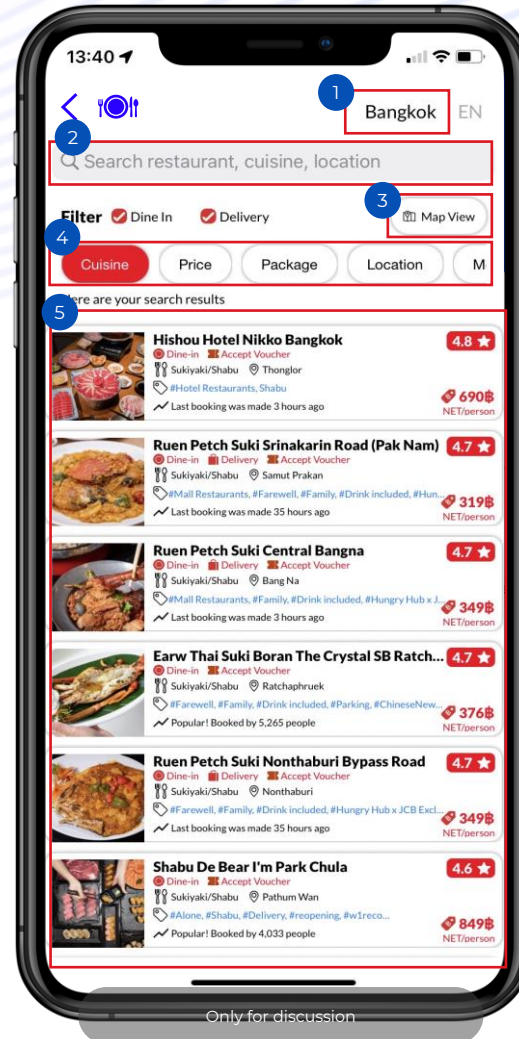 13:40
1
Bangkok EN
2
Search restaurant, cuisine, location
3
Filter Dine In Delivery Map View
4
Cuisine Price Package Location M
Here are your search results
5
Hishou Hotel Nikko Bangkok 4.8
Dine-in Accept Voucher
Sukiyaki/Shabu Thonglor
#Hotel Restaurants, Shabu
690฿
Last booking was made 3 hours ago
NET/person
Ruen Petch Suki Srinakarin Road (Pak Nam) 4.7
Dine-in Delivery Accept Voucher
Sukiyaki/Shabu Samut Prakan
#Mall Restaurants, #Farewell, #Family, #Drink included, #Hun...
319฿
Last booking was made 35 hours ago
NET/person
Ruen Petch Suki Central Bangna 4.7
Dine-in Delivery Accept Voucher
Sukiyaki/Shabu Bang Na
#Mall Restaurants, #Family, #Drink included, #Hungry Hub x J...
349฿
Last booking was made 3 hours ago
NET/person
Earw Thai Suki Boran The Crystal SB Ratch... 4.7
Dine-in Accept Voucher
Sukiyaki/Shabu Ratchaphruek
#Farewell, #Family, #Drink included, #Parking, #ChineseNew...
376฿
Popular! Booked by 5,265 people
NET/person
Ruen Petch Suki Nonthaburi Bypass Road 4.7
Dine-in Delivery Accept Voucher
Sukiyaki/Shabu Nonthaburi
#Farewell, #Family, #Drink included, #Hungry Hub x JCB Excl...
349฿
Last booking was made 35 hours ago
NET/person
Shabu De Bear I'm Park Chula 4.6
Dine-in Accept Voucher
Sukiyaki/Shabu Pathum Wan
#Alone, #Shabu, #Delivery, #reopening, #w1reco...
849฿
Popular! Booked by 4,033 people
NET/person
Only for discussion